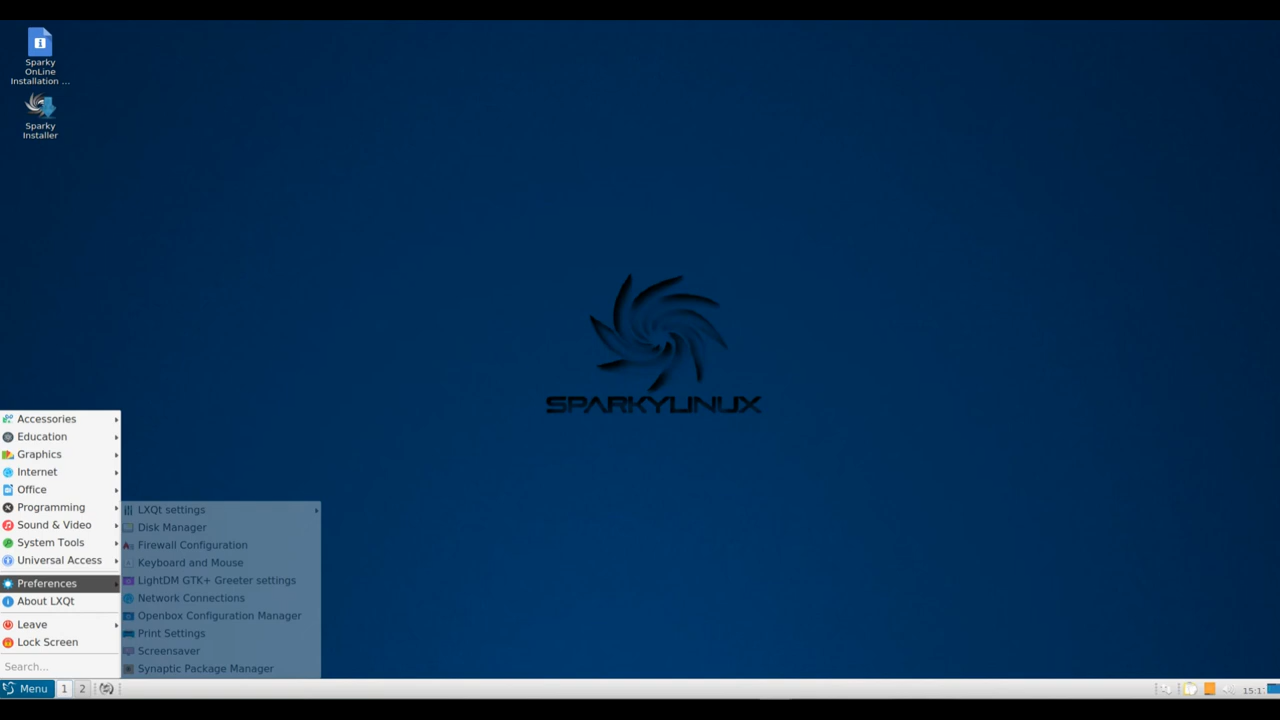 Sparky
OnLine
Installation ...
Sparky
Installer
SPARKYLINUX
Accessories
Education
Graphics
Internet
Office
Programming
Sound & Video
System Tools
Universal Access
Preferences
About LXQt
Leave
Lock Screen
Search...
LXQt settings
Disk Manager
Firewall Configuration
Keyboard and Mouse
LightDM GTK+ Greeter settings
Network Connections
Openbox Configuration Manager
Print Settings
Screensaver
Synaptic Package Manager
Menu 1 2